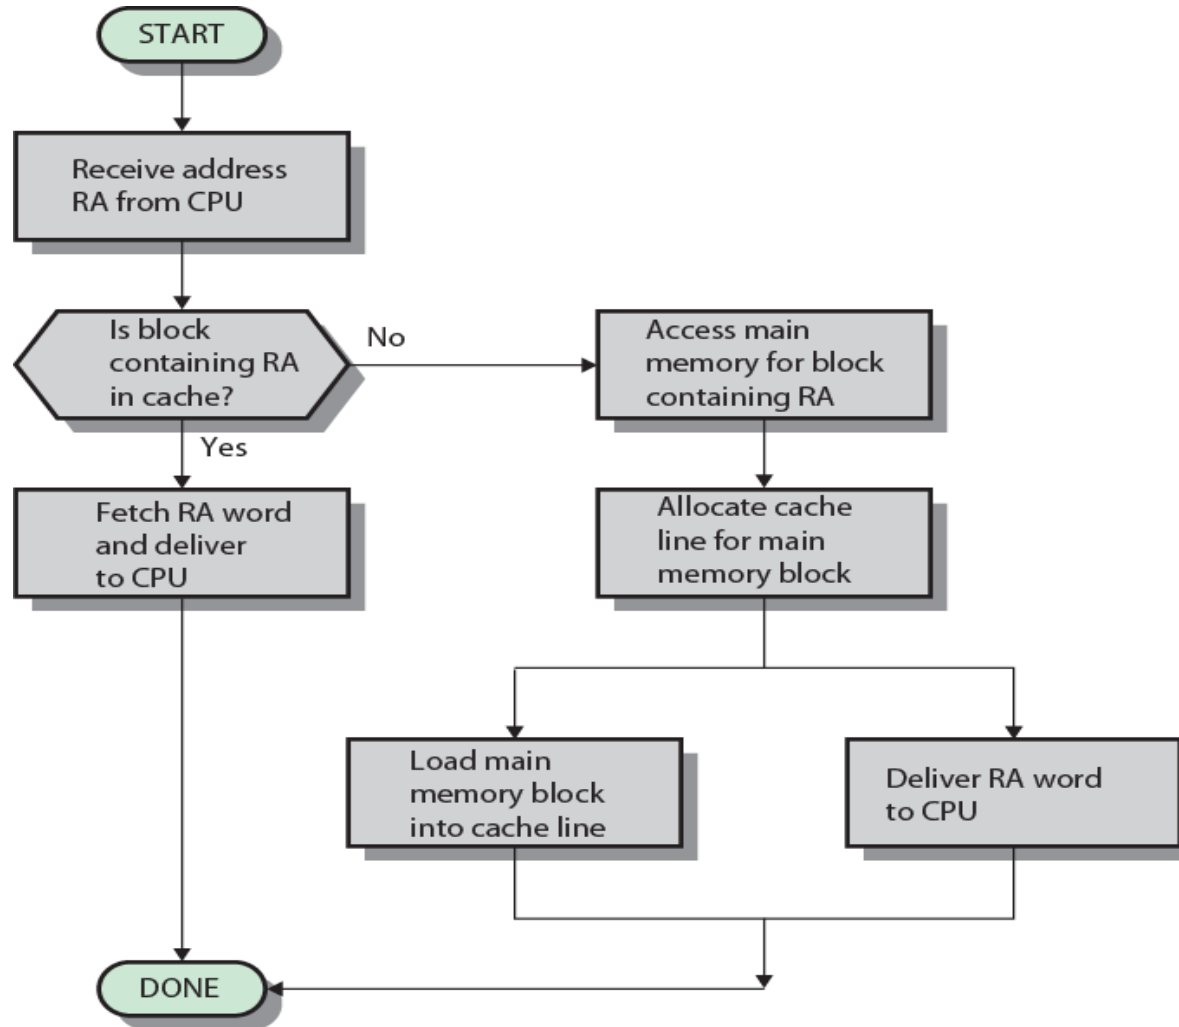 START
Receive address
RA from CPU
Is block
containing RA
in cache?
No
Access main
memory for block
containing RA
Yes
Fetch RA word
and deliver
to CPU
Allocate cache
line for main
memory block
Load main
memory block
into cache line
Deliver RA word
to CPU
DONE